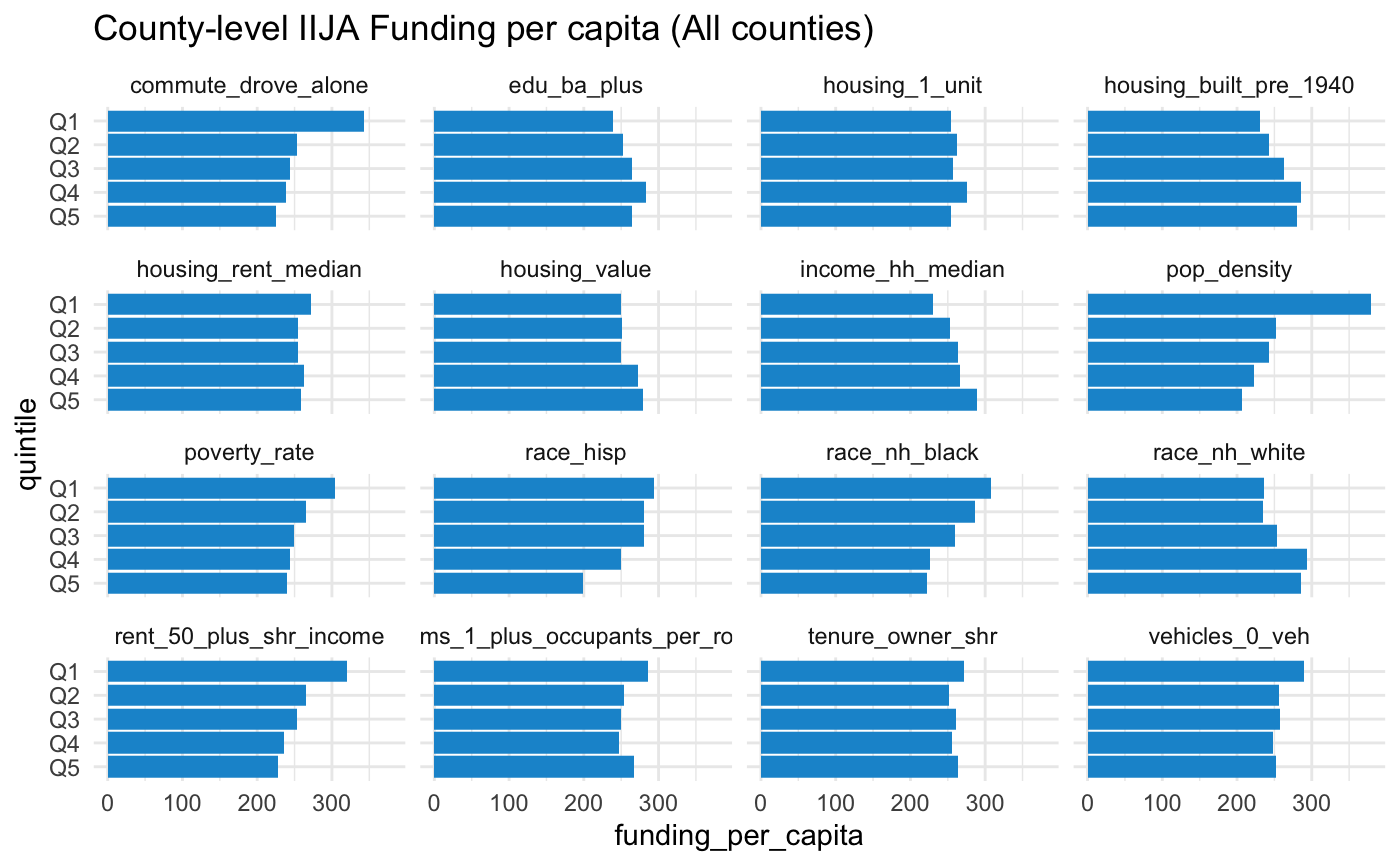 County-level IIJA Funding per capita (All counties)
commute_drove_alone edu_ba_plus housing_1_unit housing_built_pre_1940
Q1
Q2
Q3
Q4
Q5
housing_rent_median housing_value income_hh_median pop_density
Q1
Q2
Q3
Q4
Q5
quintile
poverty_rate race_hisp race_nh_black race_nh_white
Q1
Q2
Q3
Q4
Q5
rent_50_plus_shr_income ms_1_plus_occupants_per_ro tenure_owner_shr vehicles_0_veh
Q1
Q2
Q3
Q4
Q5
0 100 200 300 0 100 200 300 0 100 200 300 0 100 200 300
funding_per_capita